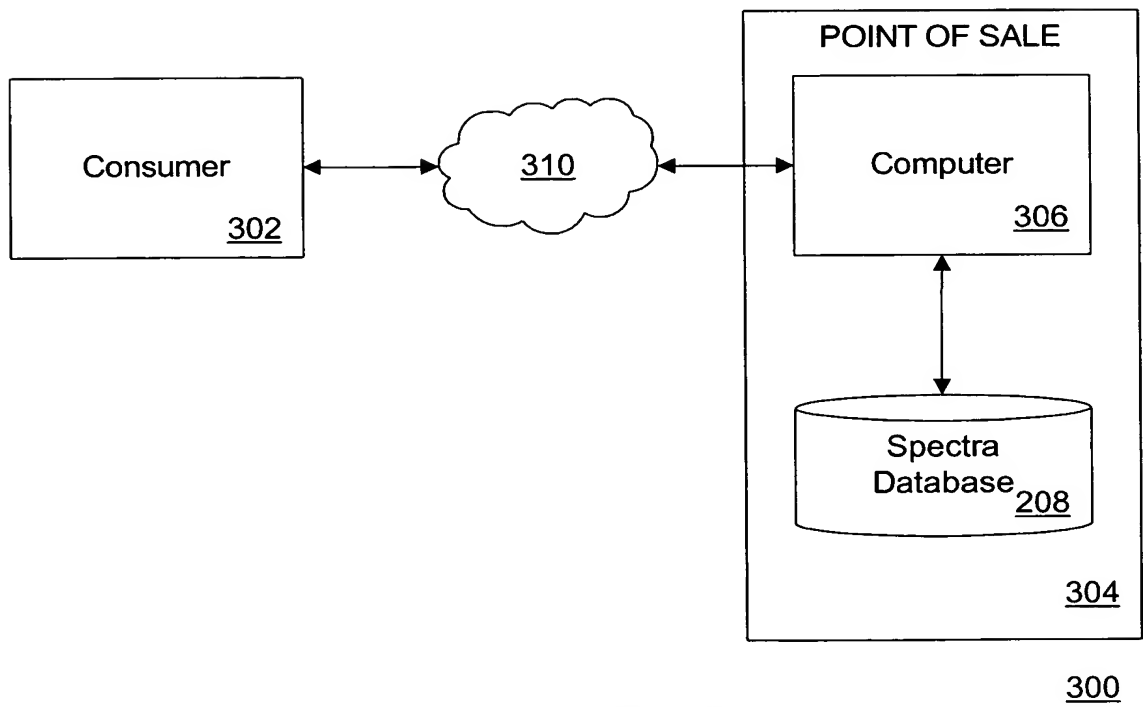 POINT OF SALE
Consumer
302
310
Computer
306
Spectra
Database
208
304
300